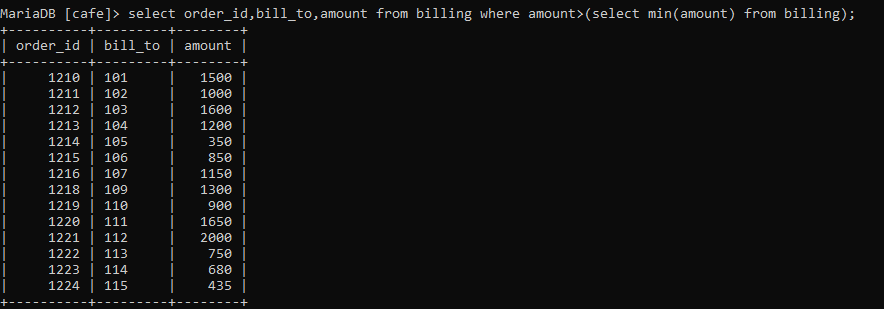 MariaDB [cafe]> select order_id,bill_to,amount from billing where amount>(select min(amount) from billing);
+----------+---------+--------+
| order_id | bill_to | amount |
+----------+---------+--------+
|     1210 | 101     |   1500 |
|     1211 | 102     |   1000 |
|     1212 | 103     |   1600 |
|     1213 | 104     |   1200 |
|     1214 | 105     |    350 |
|     1215 | 106     |    850 |
|     1216 | 107     |   1150 |
|     1218 | 109     |   1300 |
|     1219 | 110     |    900 |
|     1220 | 111     |   1650 |
|     1221 | 112     |   2000 |
|     1222 | 113     |    750 |
|     1223 | 114     |    680 |
|     1224 | 115     |    435 |
+----------+---------+--------+